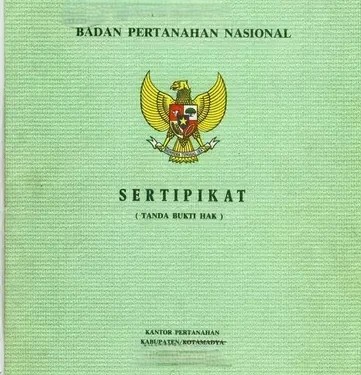 BADAN PERTANAHAN NASIONAL
SERTIPIKAT
( TANDA BUKTI HAK )
KANTOR PERTANAHAN
KABUPATEN/KOTAMADYA